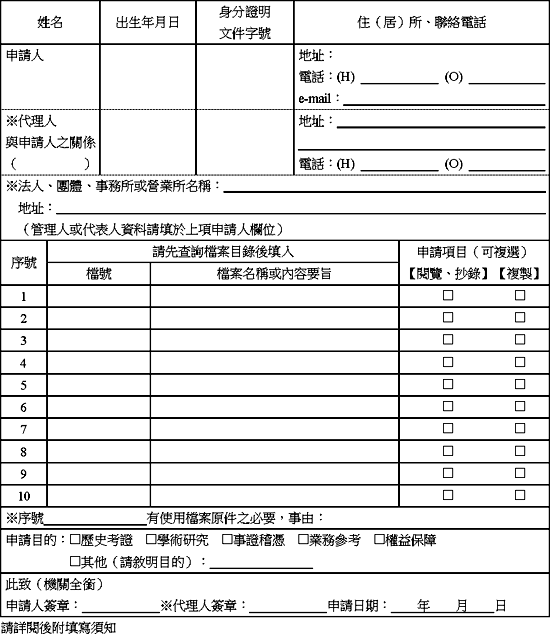 姓名 出生年月日 身分證明文件字號 住（居）所、聯絡電話
申請人 地址：
電話：(H) (O)
e-mail：
※代理人 地址：
與申請人之關係
（ ） 電話：(H) (O)
※法人、團體、事務所或營業所名稱：
地址：
（管理人或代表人資料請填於上項申請人欄位）
序號 請先查詢檔案目錄後填入 申請項目（可複選）
檔號 檔案名稱或內容要旨 【閱覽、抄錄】【複製】
1 □ □
2 □ □
3 □ □
4 □ □
5 □ □
6 □ □
7 □ □
8 □ □
9 □ □
10 □ □
※序號 有使用檔案原件之必要，事由：
申請目的：□歷史考證 □學術研究 □事證稽憑 □業務參考 □權益保障
□其他（請敘明目的）：
此致（機關全銜）
申請人簽章： ※代理人簽章： 申請日期： 年 月 日
請詳閱後附填寫須知